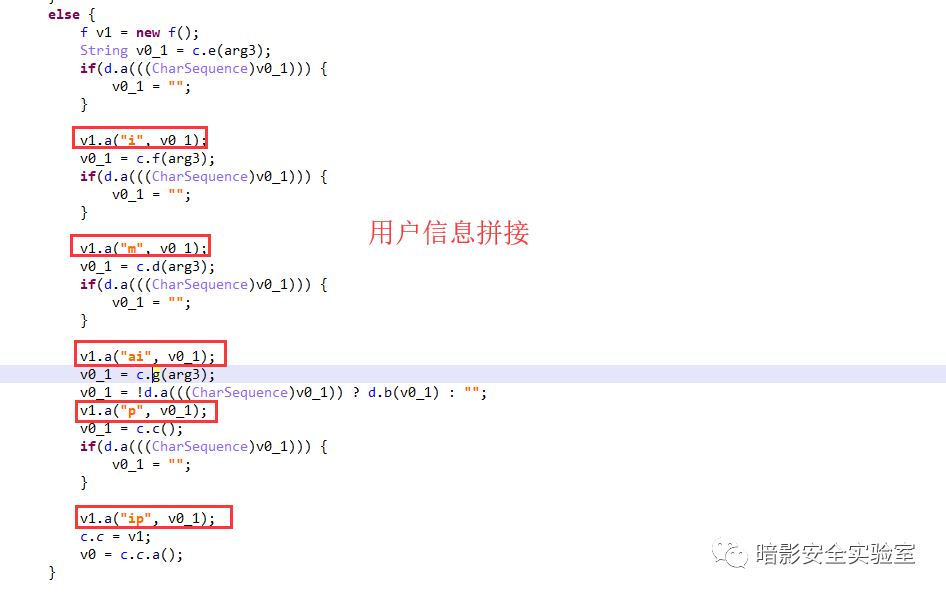 else {
f v1 = new f();
String v0_1 = c.e(arg3);
if(d.a(((CharSequence)v0_1))) {
v0_1 = "";
}
v1.a("i", v0_1);
v0_1 = c.f(arg3);
if(d.a(((CharSequence)v0_1))) {
v0_1 = "";
}
用户信息拼接
v1.a("m", v0_1);
v0_1 = c.d(arg3);
if(d.a(((CharSequence)v0_1))) {
v0_1 = "";
}
v1.a("ai", v0_1);
v0_1 = c.g(arg3);
v0_1 = !d.a(((CharSequence)v0_1)) ? d.b(v0_1) : "";
v1.a("p", v0_1);
v0_1 = c.c();
if(d.a(((CharSequence)v0_1))) {
v0_1 = "";
}
v1.a("ip", v0_1);
c.c = v1;
v0 = c.c.a();
}
暗影安全实验室